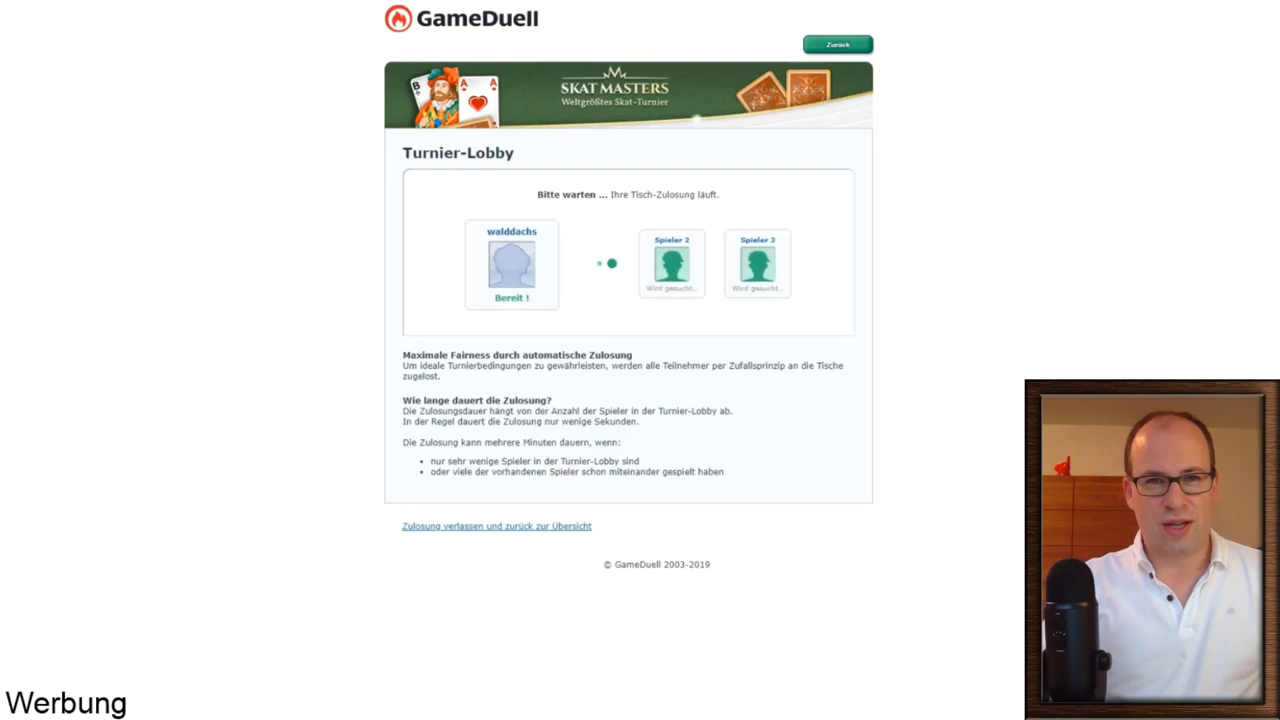 GameDuell
Zurück
B
A
A
SKAT MASTERS
Weltgrößtes Skat-Turnier
Turnier-Lobby
Bitte warten ... Ihre Tisch-Zulosung läuft.
walddachs
Bereit !
Spieler 2
Wird gesucht...
Spieler 3
Wird gesucht...
Maximale Fairness durch automatische Zulosung
Um ideale Turnierbedingungen zu gewährleisten, werden alle Teilnehmer per Zufallsprinzip an die Tische
zugelost.
Wie lange dauert die Zulosung?
Die Zulosungsdauer hängt von der Anzahl der Spieler in der Turnier-Lobby ab.
In der Regel dauert die Zulosung nur wenige Sekunden.
Die Zulosung kann mehrere Minuten dauern, wenn:
• nur sehr wenige Spieler in der Turnier-Lobby sind
• oder viele der vorhandenen Spieler schon miteinander gespielt haben
Zulosung verlassen und zurück zur Übersicht
© GameDuell 2003-2019
Werbung